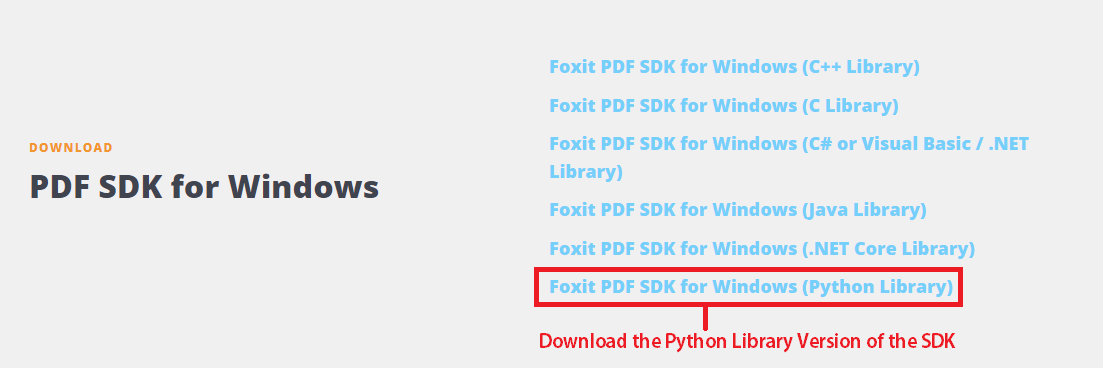 DOWNLOAD
PDF SDK for Windows
Foxit PDF SDK for Windows (C++ Library)
Foxit PDF SDK for Windows (C Library)
Foxit PDF SDK for Windows (C# or Visual Basic / .NET
Library)
Foxit PDF SDK for Windows (Java Library)
Foxit PDF SDK for Windows (.NET Core Library)
Foxit PDF SDK for Windows (Python Library)
Download the Python Library Version of the SDK